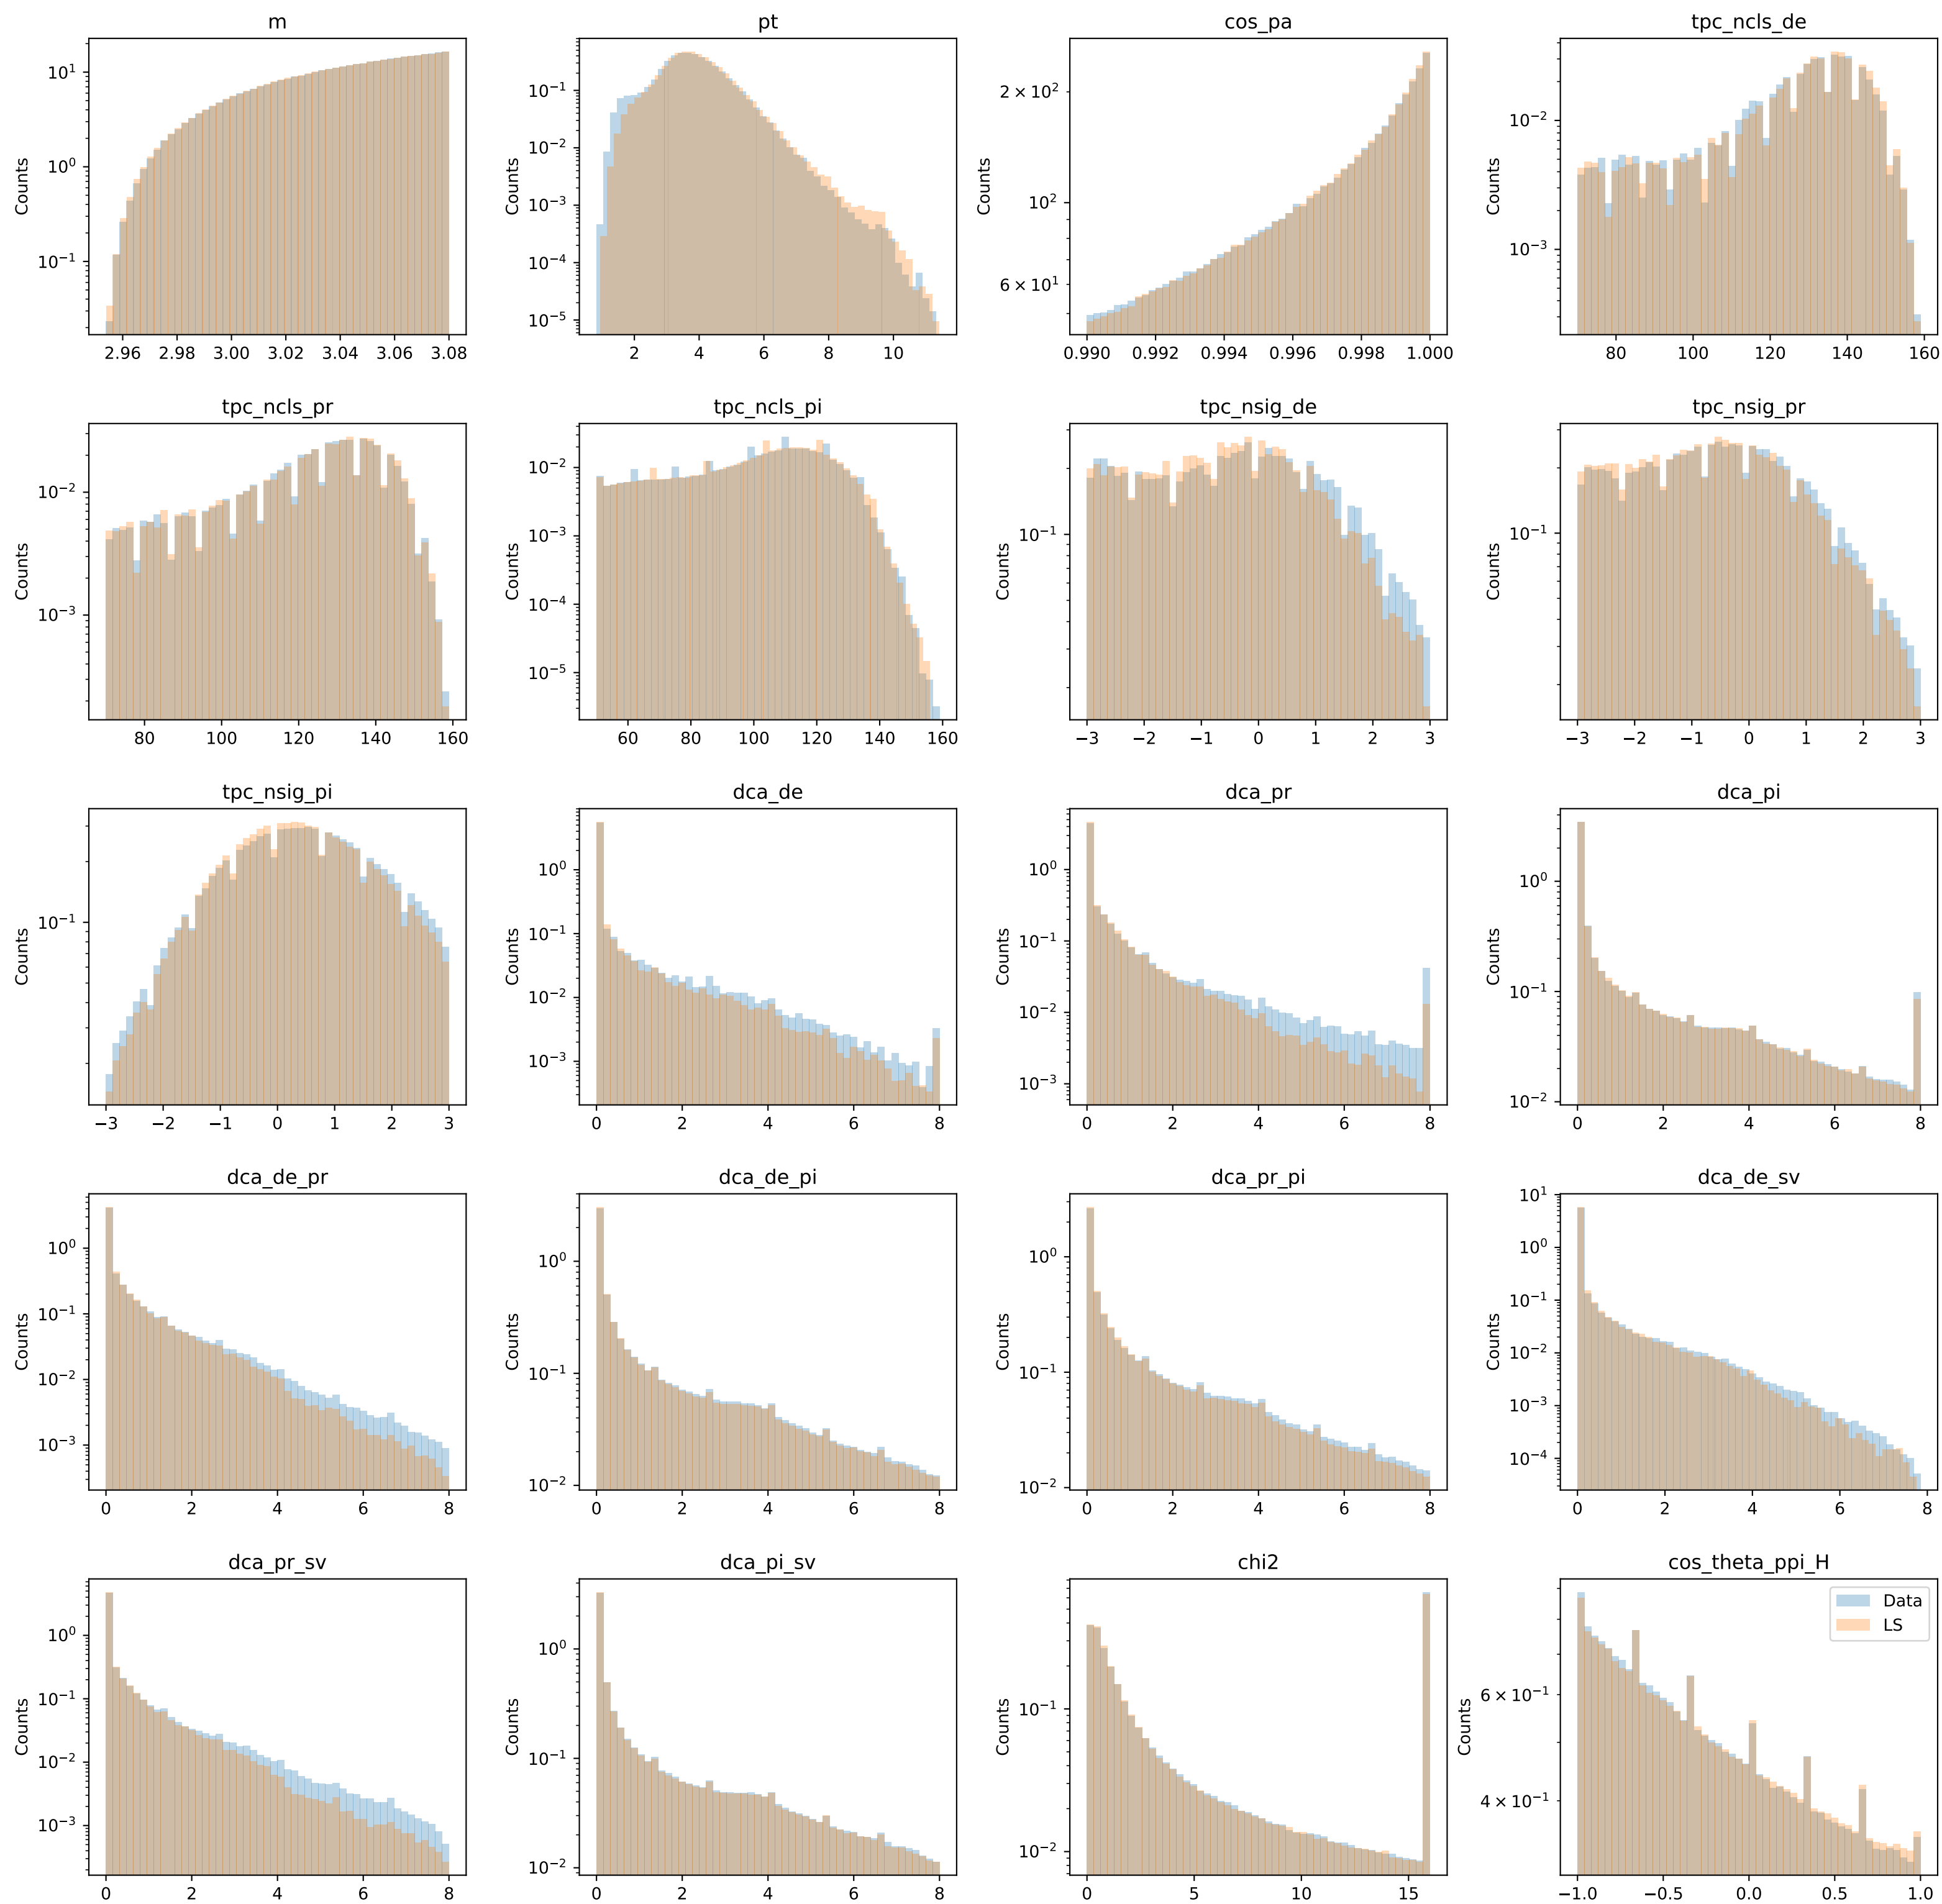 m
pt
cos_pa
tpc_ncls_de
Counts
10¹
10⁰
10⁻¹
2.96 2.98 3.00 3.02 3.04 3.06 3.08
Counts
10⁻¹
10⁻²
10⁻³
10⁻⁴
10⁻⁵
2 4 6 8 10
Counts
2 × 10²
10²
6 × 10¹
0.990 0.992 0.994 0.996 0.998 1.000
Counts
10⁻²
10⁻³
80 100 120 140 160
tpc_ncls_pr
tpc_ncls_pi
tpc_nsig_de
tpc_nsig_pr
Counts
10⁻²
10⁻³
80 100 120 140 160
Counts
10⁻²
10⁻³
10⁻⁴
10⁻⁵
60 80 100 120 140 160
Counts
10⁻¹
−3 −2 −1 0 1 2 3
Counts
10⁻¹
−3 −2 −1 0 1 2 3
tpc_nsig_pi
dca_de
dca_pr
dca_pi
Counts
10⁻¹
−3 −2 −1 0 1 2 3
Counts
10⁰
10⁻¹
10⁻²
10⁻³
0 2 4 6 8
Counts
10⁰
10⁻¹
10⁻²
10⁻³
0 2 4 6 8
Counts
10⁰
10⁻¹
10⁻²
0 2 4 6 8
dca_de_pr
dca_de_pi
dca_pr_pi
dca_de_sv
Counts
10⁰
10⁻¹
10⁻²
10⁻³
0 2 4 6 8
Counts
10⁰
10⁻¹
10⁻²
0 2 4 6 8
Counts
10⁰
10⁻¹
10⁻²
0 2 4 6 8
Counts
10¹
10⁰
10⁻¹
10⁻²
10⁻³
10⁻⁴
0 2 4 6 8
dca_pr_sv
dca_pi_sv
chi2
cos_theta_ppi_H
Counts
10⁰
10⁻¹
10⁻²
10⁻³
0 2 4 6 8
Counts
10⁰
10⁻¹
10⁻²
0 2 4 6 8
Counts
10⁻¹
10⁻²
0 5 10 15
Counts
6 × 10⁻¹
4 × 10⁻¹
−1.0 −0.5 0.0 0.5 1.0
Data
LS